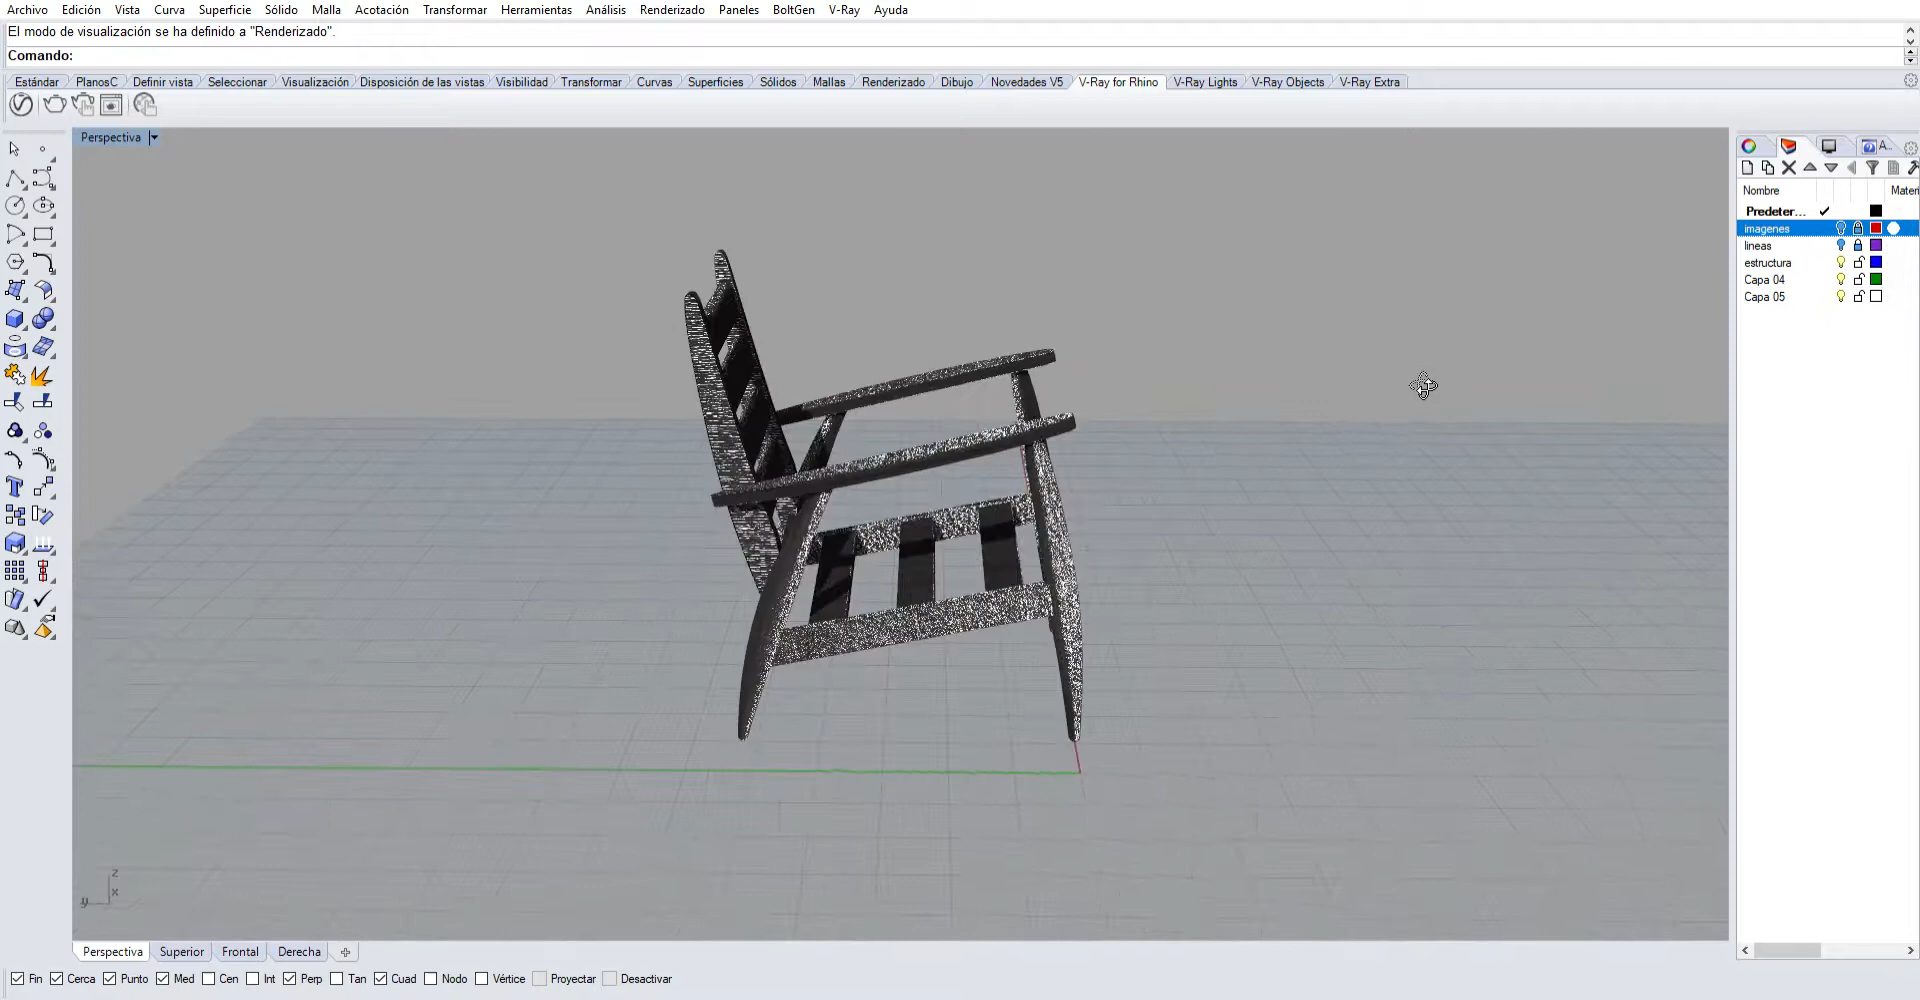 Archivo Edición Vista Curva Superficie Sólido Malla Acotación Transformar Herramientas Análisis Renderizado Paneles BoltGen V-Ray Ayuda
El modo de visualización se ha definido a "Renderizado".
Comando:
Estándar PlanosC Definir vista Seleccionar Visualización Disposición de las vistas Visibilidad Transformar Curvas Superficies Sólidos Mallas Renderizado Dibujo Novedades V5 V-Ray for Rhino V-Ray Lights V-Ray Objects V-Ray Extra
Perspectiva
A...
Nombre Materi
Predeter...
imagenes
lineas
estructura
Capa 04
Capa 05
z
x
y
Perspectiva Superior Frontal Derecha
Fin Cerca Punto Med Cen Int Perp Tan Cuad Nodo Vértice Proyectar Desactivar